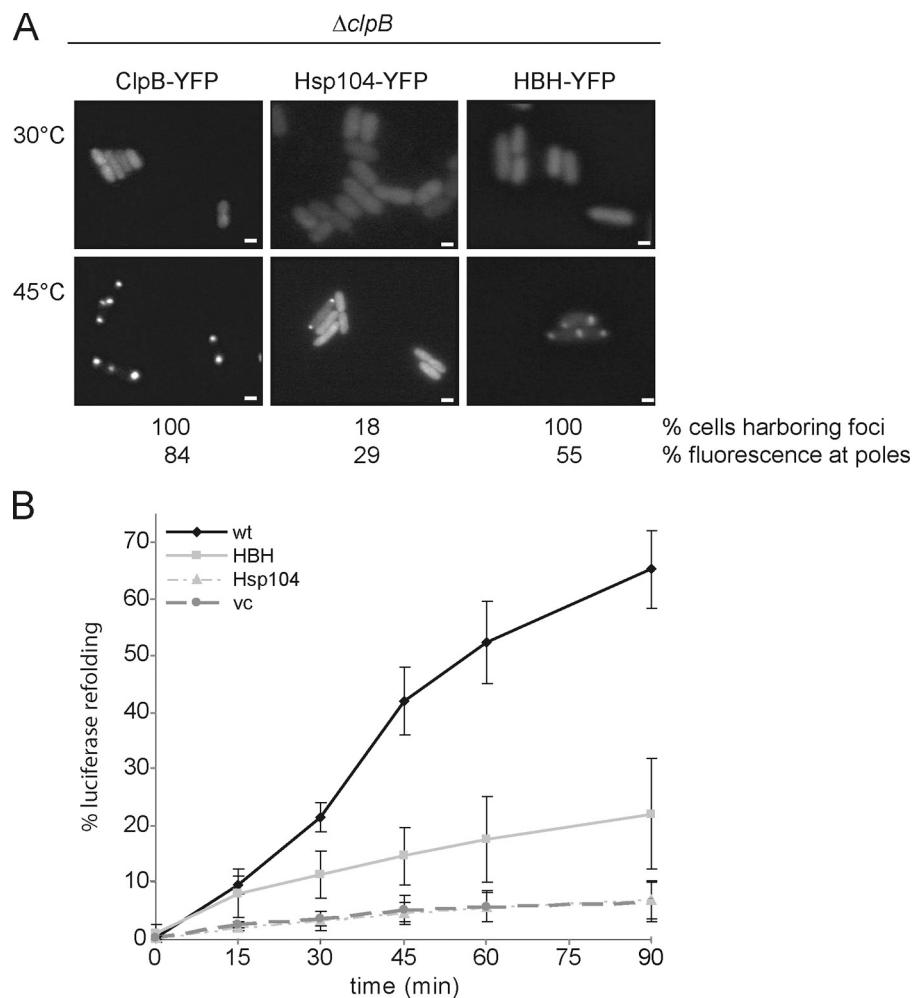 A
ΔclpB
ClpB-YFP Hsp104-YFP HBH-YFP
30°C
45°C
100 18 100 % cells harboring foci
84 29 55 % fluorescence at poles
B
wt
HBH
Hsp104
vc
% luciferase refolding
70
60
50
40
30
20
10
0
0 15 30 45 60 75 90
time (min)